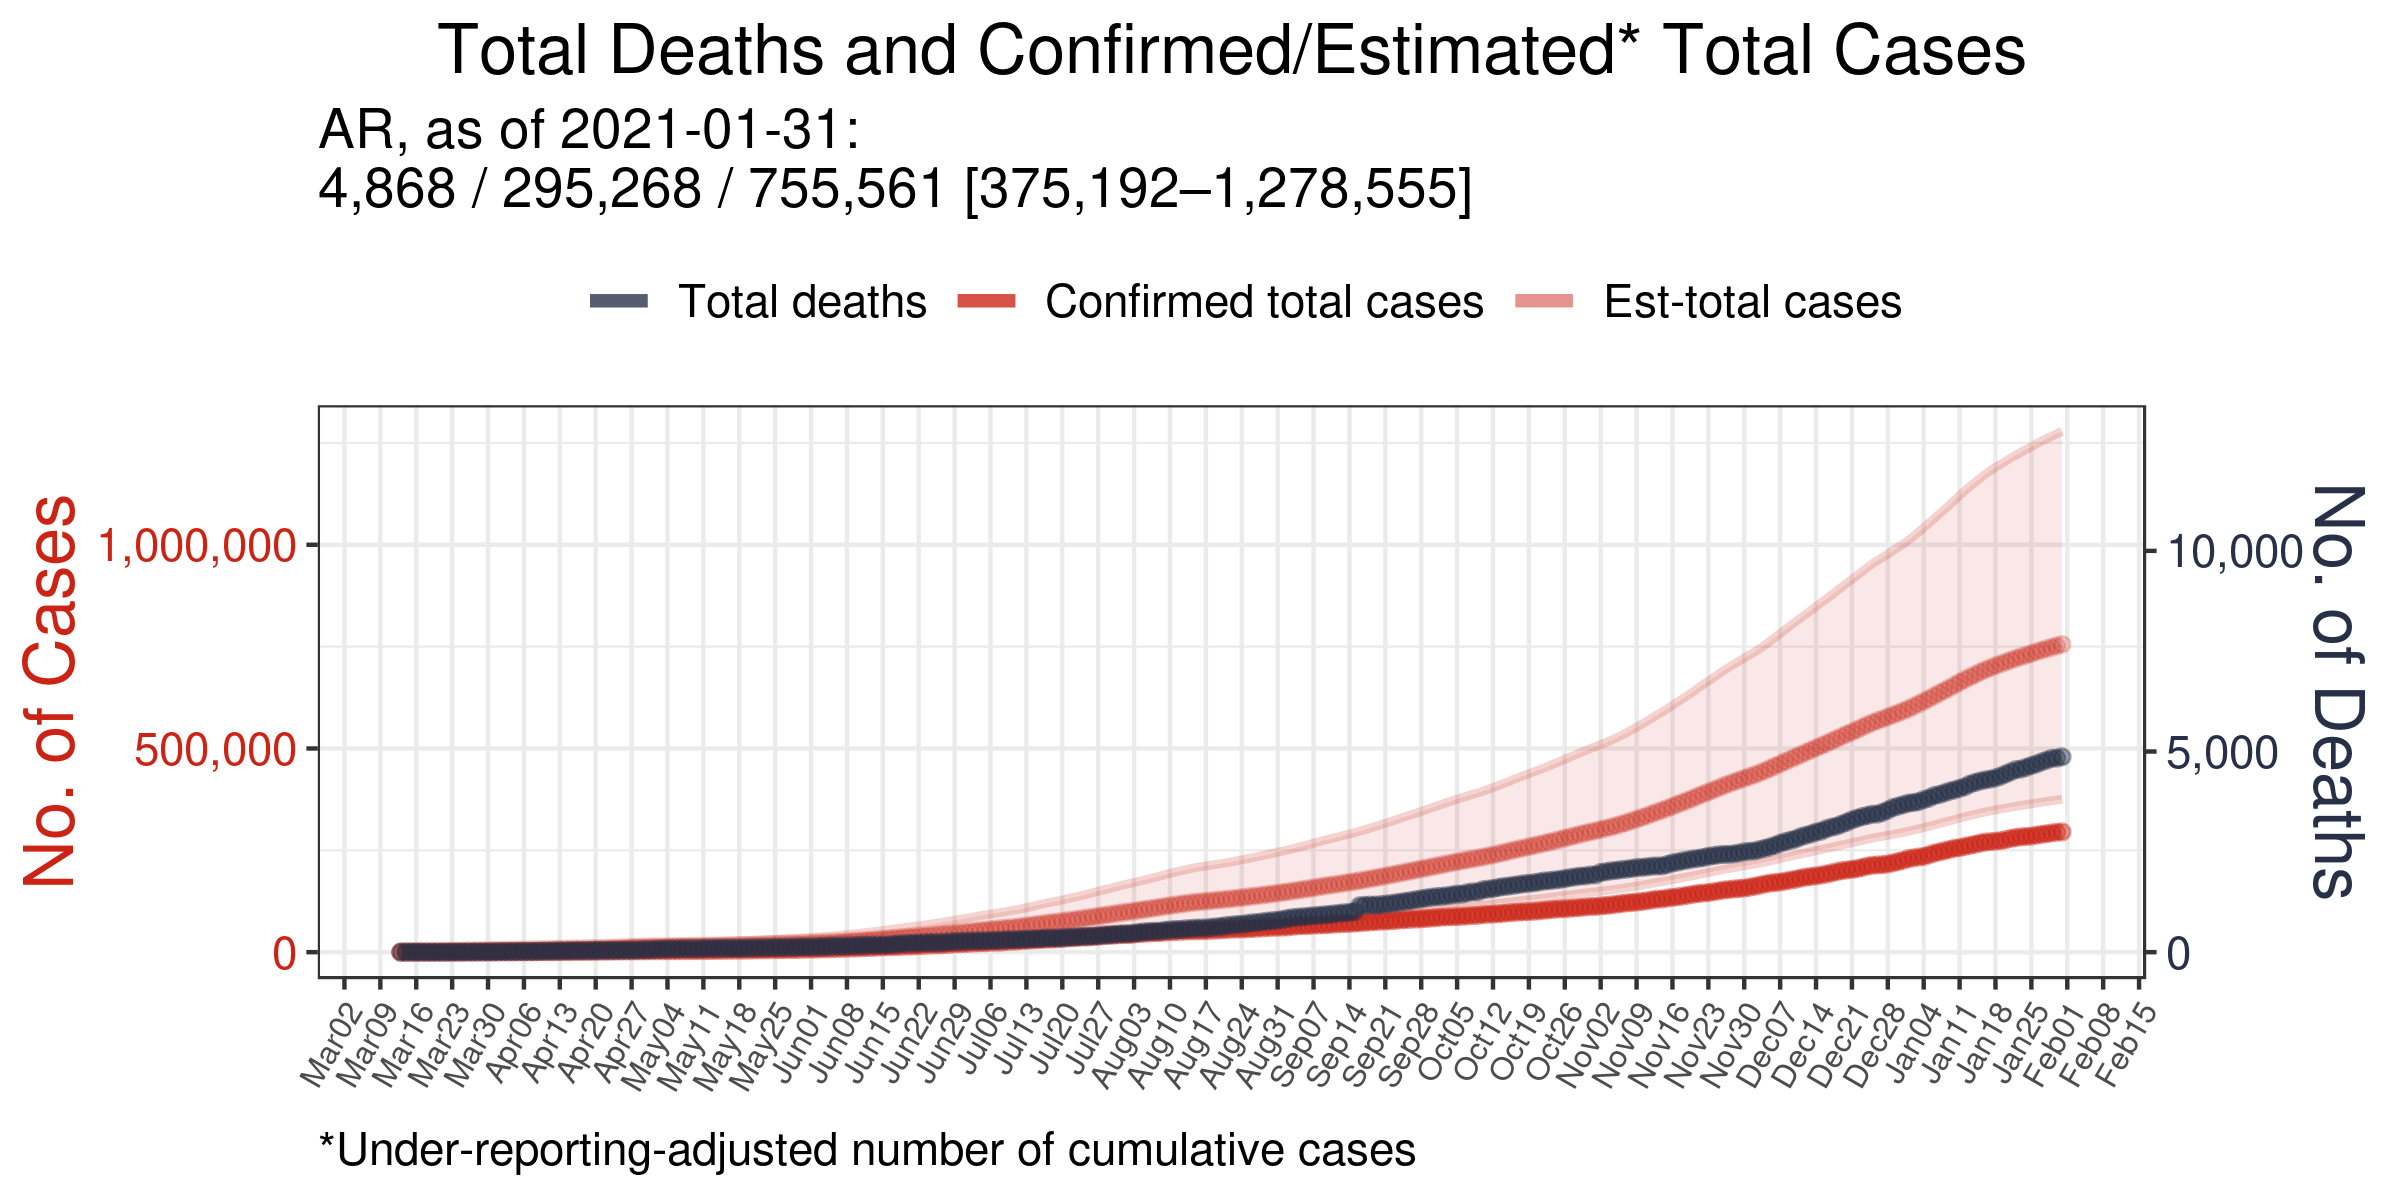 Total Deaths and Confirmed/Estimated* Total Cases
AR, as of 2021-01-31:
4,868 / 295,268 / 755,561 [375,192–1,278,555]
Total deaths
Confirmed total cases
Est-total cases
No. of Cases
1,000,000
500,000
0
10,000
5,000
0
No. of Deaths
Mar02
Mar09
Mar16
Mar23
Mar30
Apr06
Apr13
Apr20
Apr27
May04
May11
May18
May25
Jun01
Jun08
Jun15
Jun22
Jun29
Jul06
Jul13
Jul20
Jul27
Aug03
Aug10
Aug17
Aug24
Aug31
Sep07
Sep14
Sep21
Sep28
Oct05
Oct12
Oct19
Oct26
Nov02
Nov09
Nov16
Nov23
Nov30
Dec07
Dec14
Dec21
Dec28
Jan04
Jan11
Jan18
Jan25
Feb01
Feb08
Feb15
*Under-reporting-adjusted number of cumulative cases